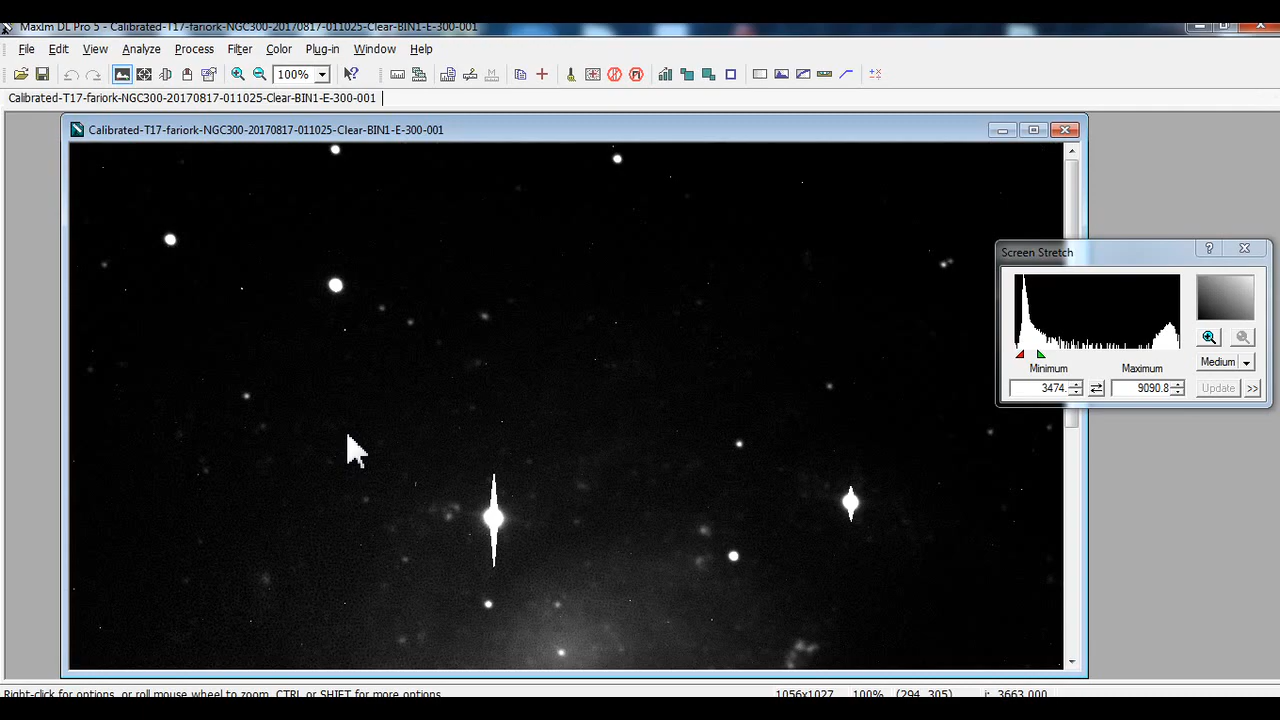 MaxIm DL Pro 5 - Calibrated-T17-fariork-NGC300-20170817-011025-Clear-BIN1-E-300-001
File Edit View Analyze Process Filter Color Plug-in Window Help
100%
Calibrated-T17-fariork-NGC300-20170817-011025-Clear-BIN1-E-300-001
Calibrated-T17-fariork-NGC300-20170817-011025-Clear-BIN1-E-300-001
Screen Stretch
Medium
Minimum Maximum
3474. 9090.8 Update >>
Right-click for options, or roll mouse wheel to zoom. CTRL or SHIFT for more options. 1056x1027 100% (294, 305) i: 3663.000